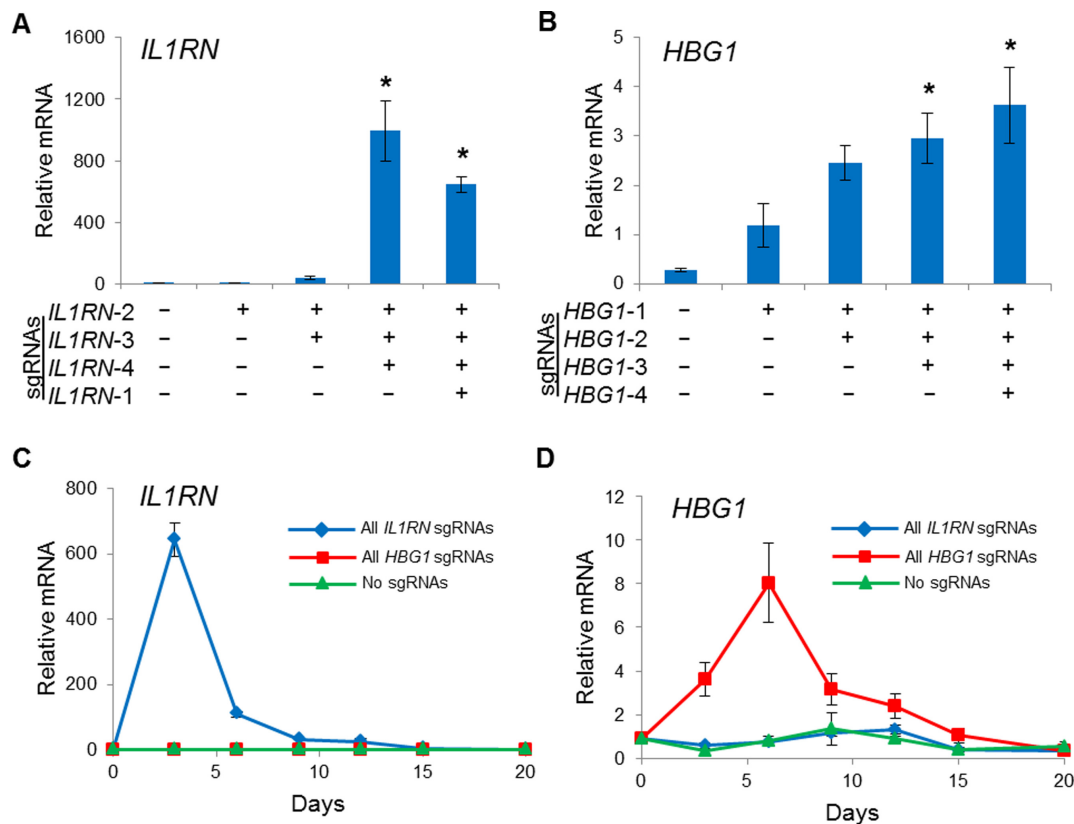 A
IL1RN
Relative mRNA
1600
1200
800
400
0
*
*
sgRNAs
IL1RN-2 – + + + +
IL1RN-3 – – + + +
IL1RN-4 – – – + +
IL1RN-1 – – – – +
B
HBG1
Relative mRNA
5
4
3
2
1
0
*
*
sgRNAs
HBG1-1 – + + + +
HBG1-2 – – + + +
HBG1-3 – – – + +
HBG1-4 – – – – +
C
IL1RN
Relative mRNA
800
600
400
200
0
All IL1RN sgRNAs
All HBG1 sgRNAs
No sgRNAs
0 5 10 15 20
Days
D
HBG1
Relative mRNA
12
10
8
6
4
2
0
All IL1RN sgRNAs
All HBG1 sgRNAs
No sgRNAs
0 5 10 15 20
Days